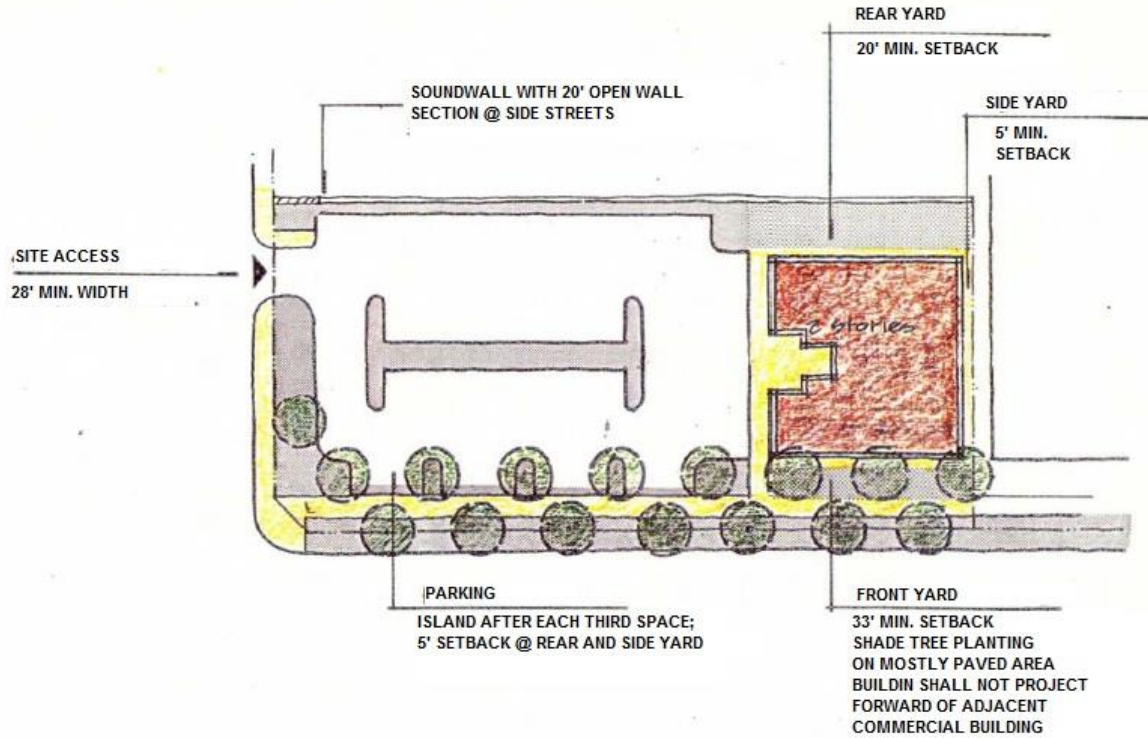 REAR YARD
20' MIN. SETBACK
SOUNDWALL WITH 20' OPEN WALL
SECTION @ SIDE STREETS
SIDE YARD
5' MIN.
SETBACK
SITE ACCESS
28' MIN. WIDTH
2 stories
PARKING
ISLAND AFTER EACH THIRD SPACE;
5' SETBACK @ REAR AND SIDE YARD
FRONT YARD
33' MIN. SETBACK
SHADE TREE PLANTING
ON MOSTLY PAVED AREA
BUILDIN SHALL NOT PROJECT
FORWARD OF ADJACENT
COMMERCIAL BUILDING